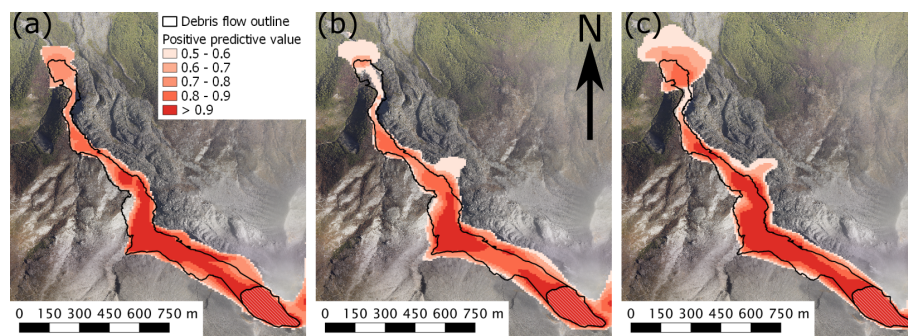 (a)
Debris flow outline
Positive predictive value
0.5 - 0.6
0.6 - 0.7
0.7 - 0.8
0.8 - 0.9
> 0.9
0 150 300 450 600 750 m
(b)
N
0 150 300 450 600 750 m
(c)
0 150 300 450 600 750 m